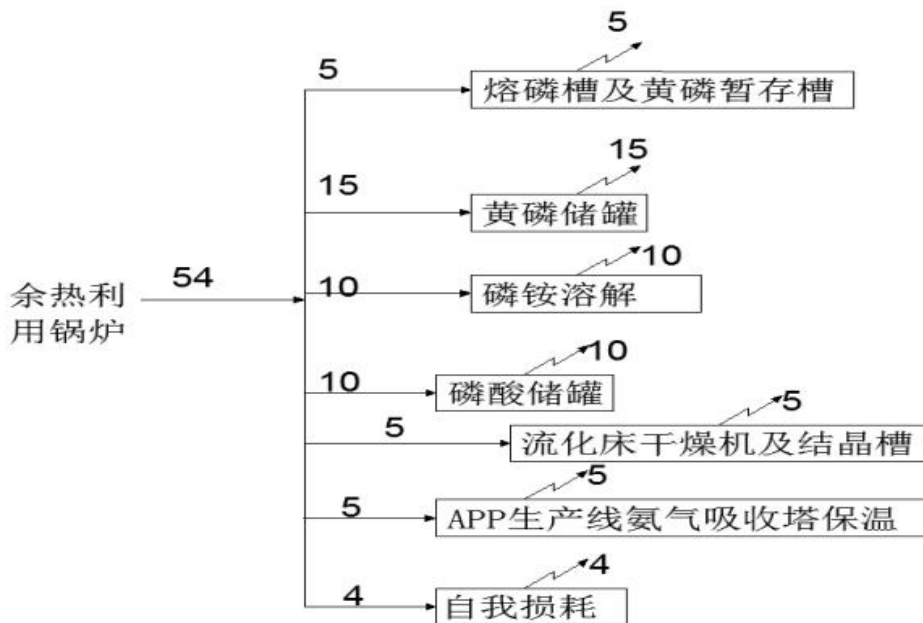 5
5
熔磷槽及黄磷暂存槽
15
15
黄磷储罐
54
10
10
磷铵溶解
余热利
用锅炉
10
10
磷酸储罐
5
5
流化床干燥机及结晶槽
5
5
APP生产线氨气吸收塔保温
4
4
自我损耗